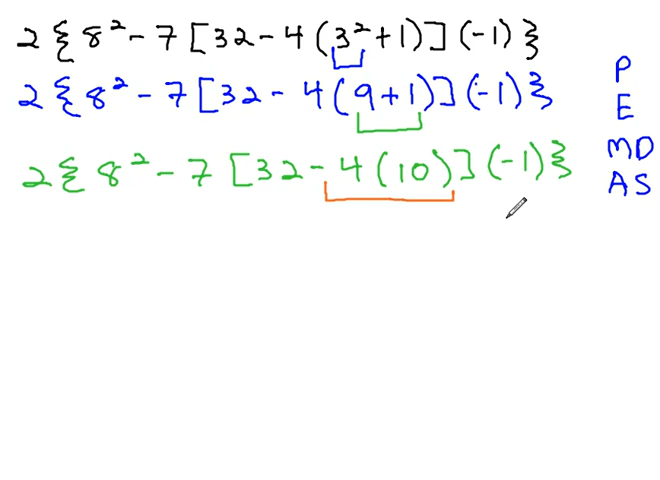 2{8²-7[32-4(3²+1)](-1)}
2{8²-7[32-4(9+1)](-1)}
2{8²-7[32-4(10)](-1)}
P
E
MD
AS